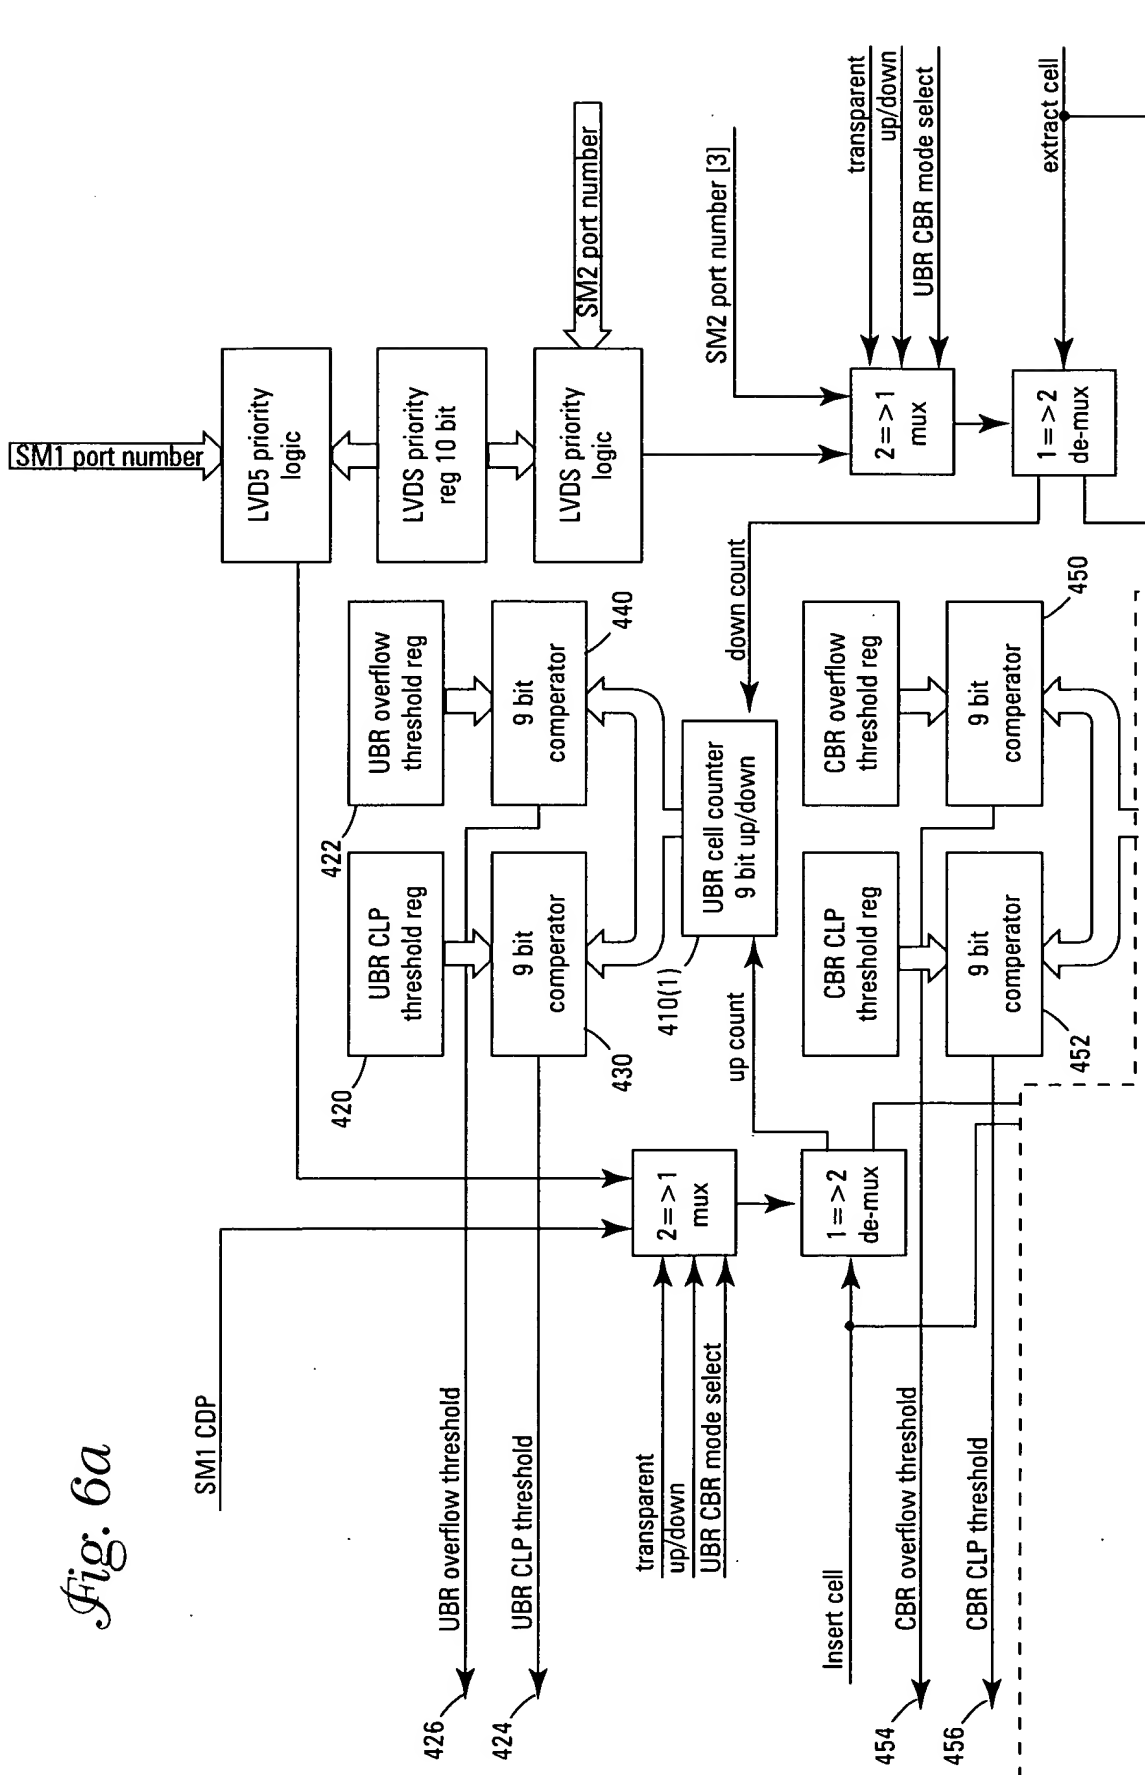 Fig. 6a
SM1 port number
LVD5 priority
logic
LVDS priority
reg 10 bit
LVDS priority
logic
SM2 port number
SM2 port number [3]
transparent
up/down
UBR CBR mode select
2=>1
mux
extract cell
1=>2
de-mux
SM1 CDP
420
UBR CLP
threshold reg
422
UBR overflow
threshold reg
9 bit
comperator
430
9 bit
comperator
440
426
UBR overflow threshold
424
UBR CLP threshold
410(1)
UBR cell counter
9 bit up/down
up count
down count
transparent
up/down
UBR CBR mode select
2=>1
mux
1=>2
de-mux
Insert cell
CBR CLP
threshold reg
CBR overflow
threshold reg
9 bit
comperator
452
9 bit
comperator
450
454
CBR overflow threshold
456
CBR CLP threshold